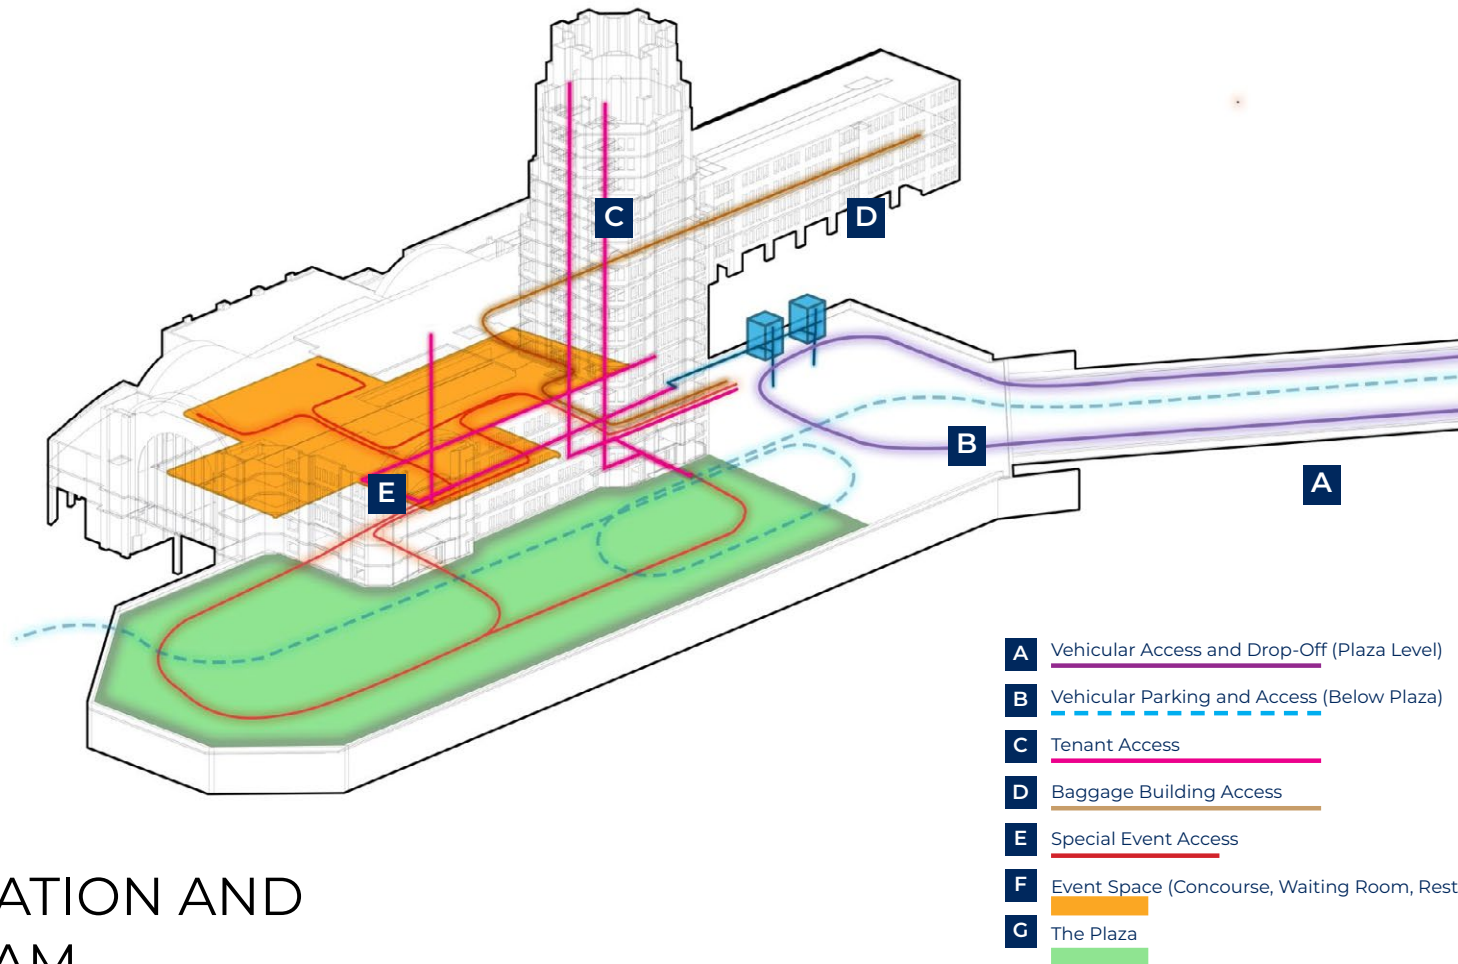 C
D
B
A
E
A Vehicular Access and Drop-Off (Plaza Level)
B Vehicular Parking and Access (Below Plaza)
C Tenant Access
D Baggage Building Access
E Special Event Access
F Event Space (Concourse, Waiting Room, Rest
G The Plaza
ATION AND
AM